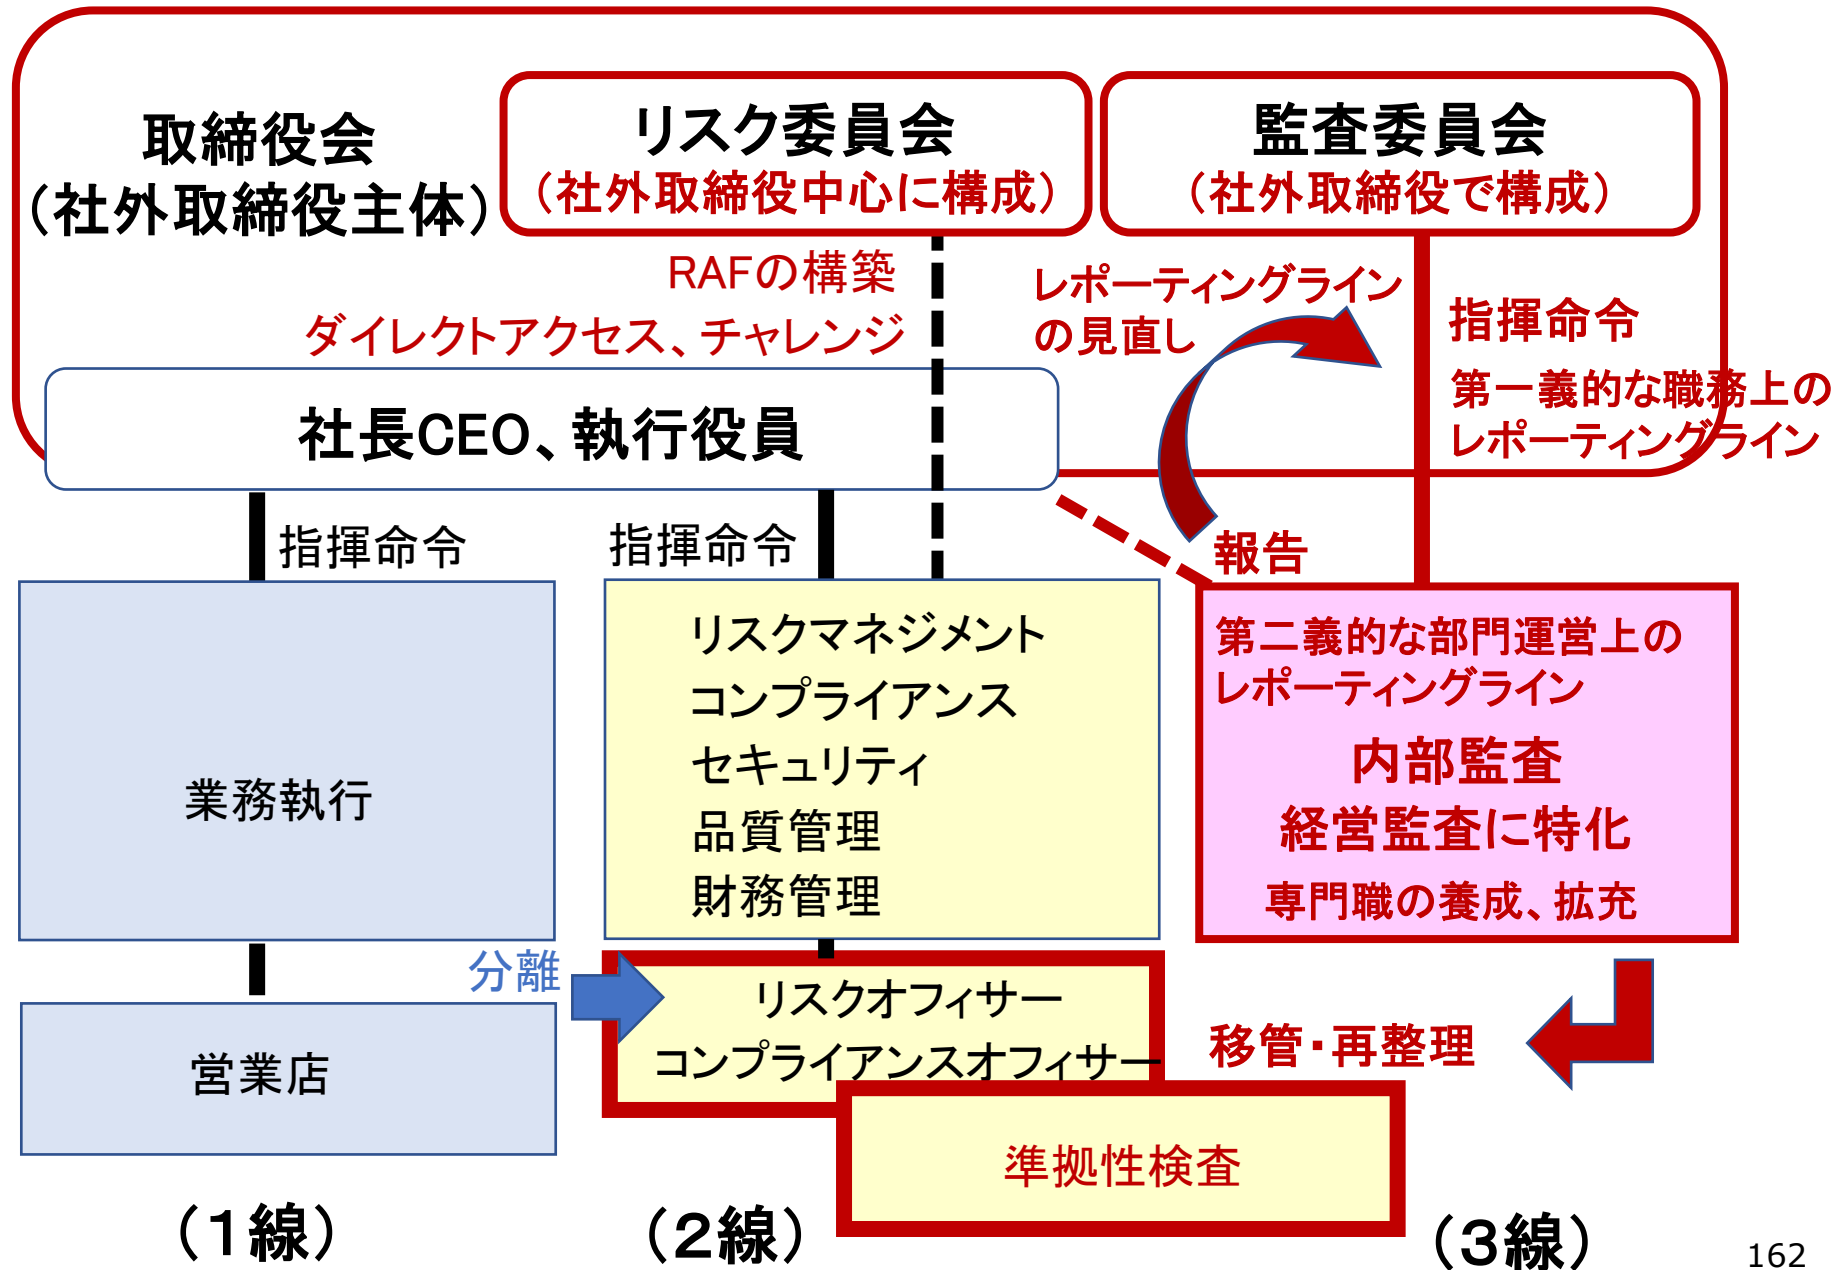 取締役会
（社外取締役主体）
リスク委員会
（社外取締役中心に構成）
監査委員会
（社外取締役で構成）
RAFの構築
ダイレクトアクセス、チャレンジ
レポーティングライン
の見直し
指揮命令
第一義的な職務上の
レポーティングライン
社長CEO、執行役員
指揮命令
指揮命令
報告
業務執行
リスクマネジメント
コンプライアンス
セキュリティ
品質管理
財務管理
第二義的な部門運営上の
レポーティングライン
内部監査
経営監査に特化
専門職の養成、拡充
分離
営業店
リスクオフィサー
コンプライアンスオフィサー
移管・再整理
準拠性検査
（１線）
（２線）
（３線）
162